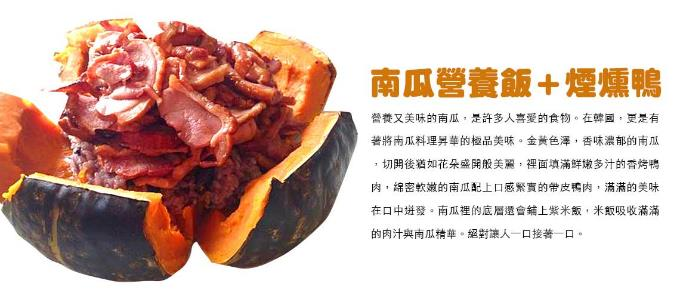 南瓜營養飯＋煙燻鴨
營養又美味的南瓜，是許多人喜愛的食物。在韓國，更是有
著將南瓜料理昇華的極品美味。金黃色澤，香味濃郁的南瓜
，切開後猶如花朵盛開般美麗，裡面填滿鮮嫩多汁的香烤鴨
肉，綿密軟嫩的南瓜配上口感緊實的帶皮鴨肉，滿滿的美味
在口中迸發。南瓜裡的底層還會鋪上紫米飯，米飯吸收滿滿
的肉汁與南瓜精華。絕對讓人一口接著一口。